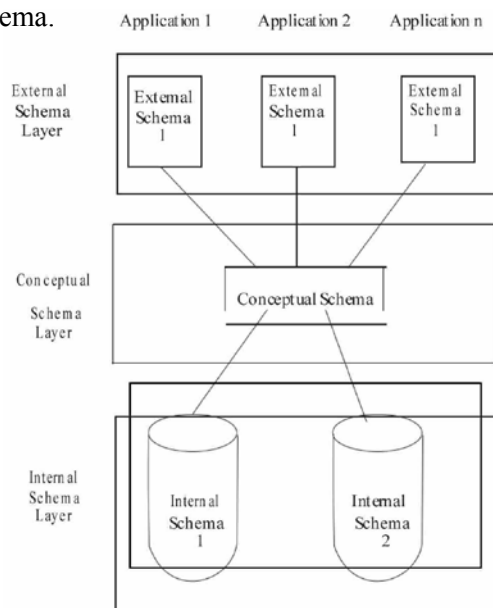 ema.
Application 1 Application 2 Application n
External
Schema
Layer
External
Schema
1
External
Schema
1
External
Schema
1
Conceptual
Schema
Layer
Conceptual Schema
Internal
Schema
Layer
Internal
Schema
1
Internal
Schema
2